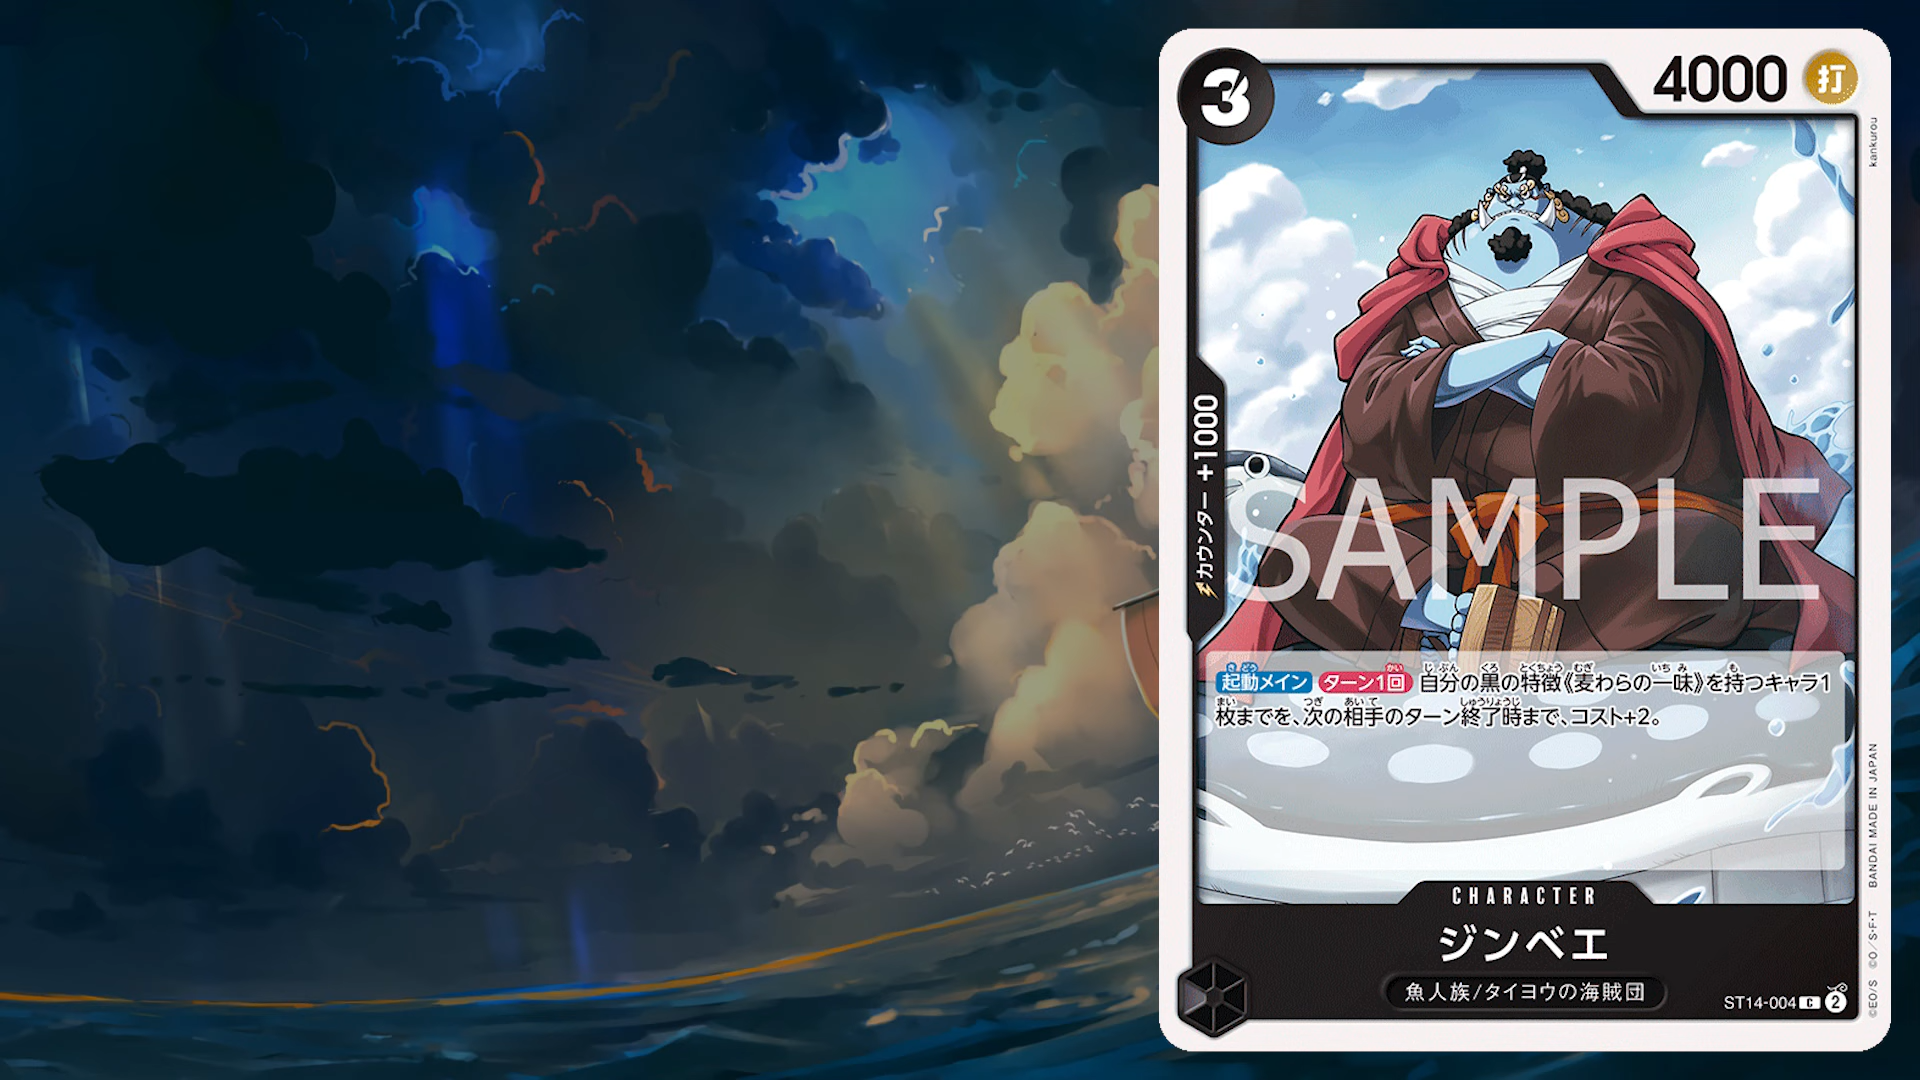 3
4000 打
kankurou
カウンター +1000
SAMPLE
起動メイン ターン1回 自分の黒の特徴《麦わらの一味》を持つキャラ1
枚までを、次の相手のターン終了時まで、コスト+2。
CHARACTER
ジンベエ
魚人族/タイヨウの海賊団
ST14-004 C 2
©EO/S ©O／S・F・T BANDAI MADE IN JAPAN